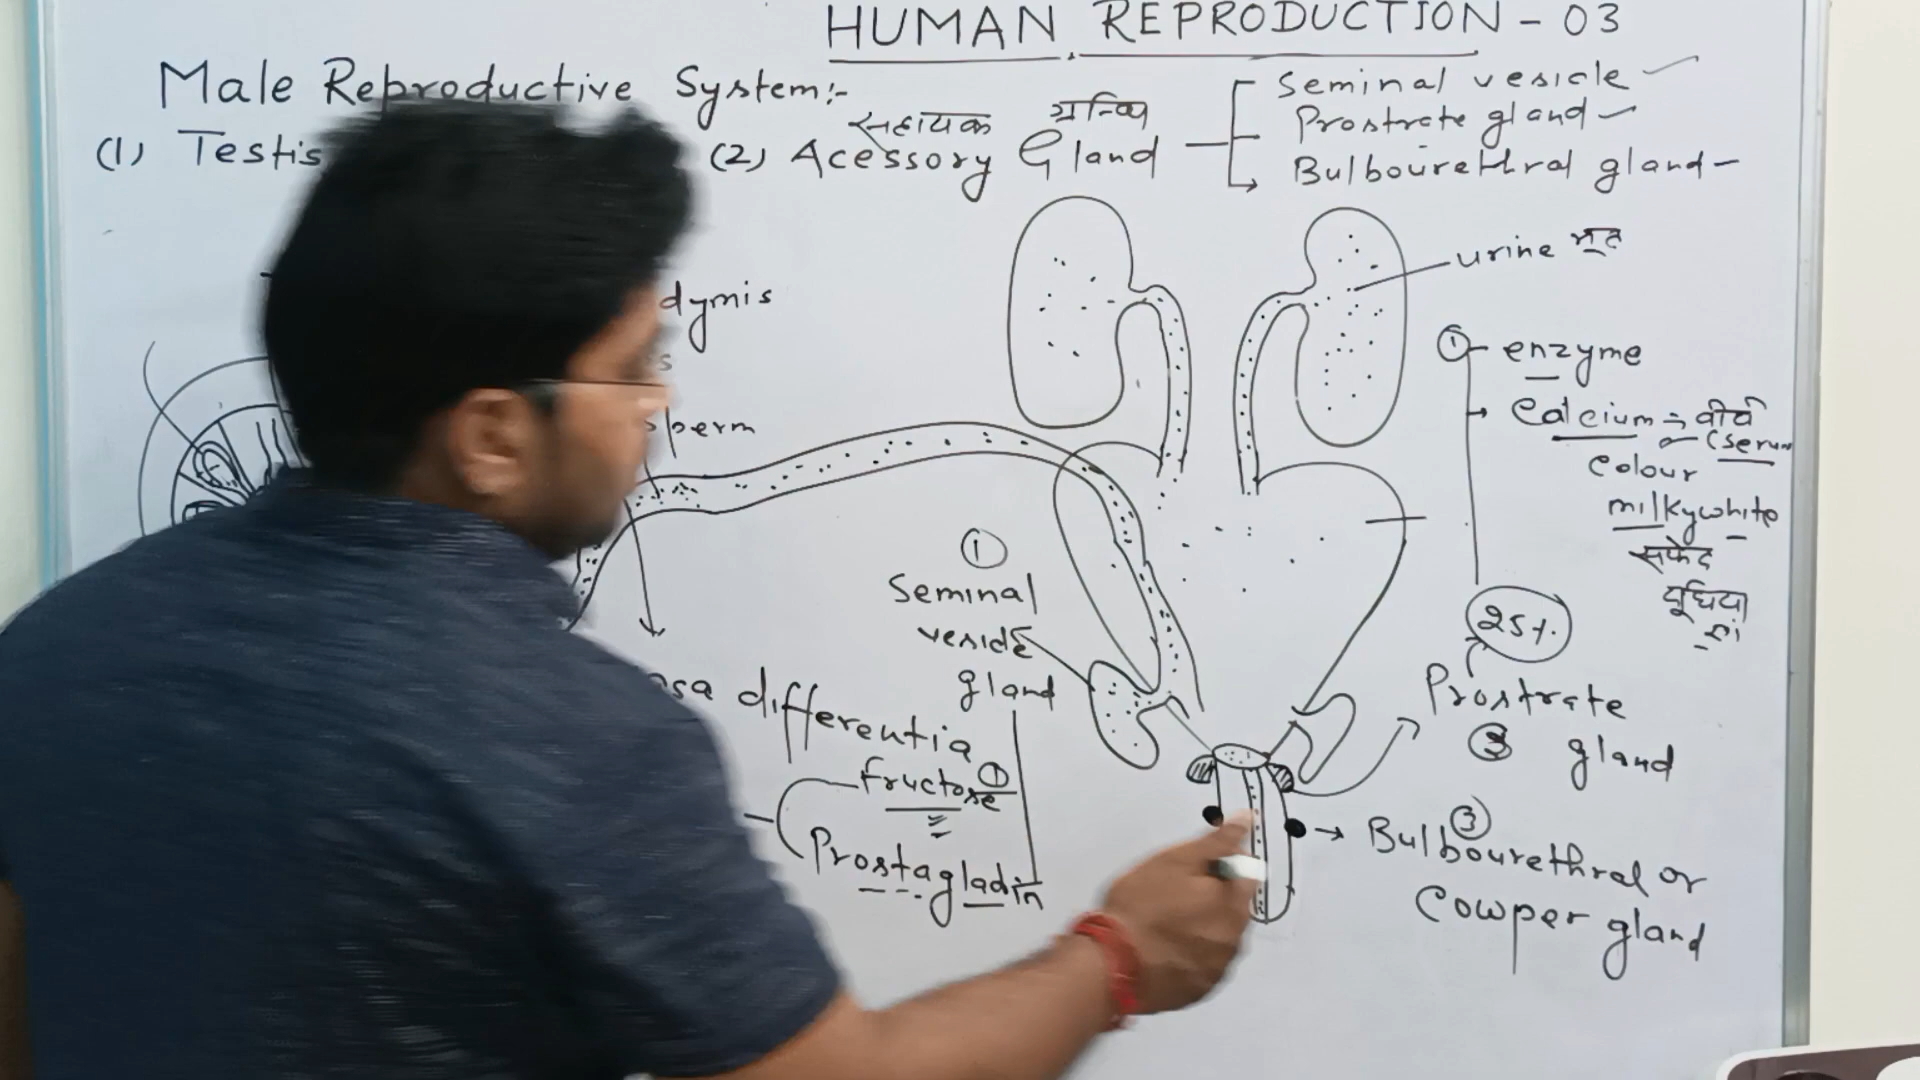 HUMAN REPRODUCTION - 03
Male Reproductive System:-
(1) Testis
सहायक ग्रन्थि
(2) Acessory Gland
Seminal vesicle
Prostrate gland
Bulbourethral gland
urine मूत्र
dymis
s
sperm
① enzyme
Calcium ⇒ वीर्य
(Serum
Colour
milkywhite
सफेद
दूधिया
25%
Prostrate
gland
①
Seminal
vesicle
gland
differentia
Fructose ①
Prostagladin
③
Bulbourethral or
Cowper gland